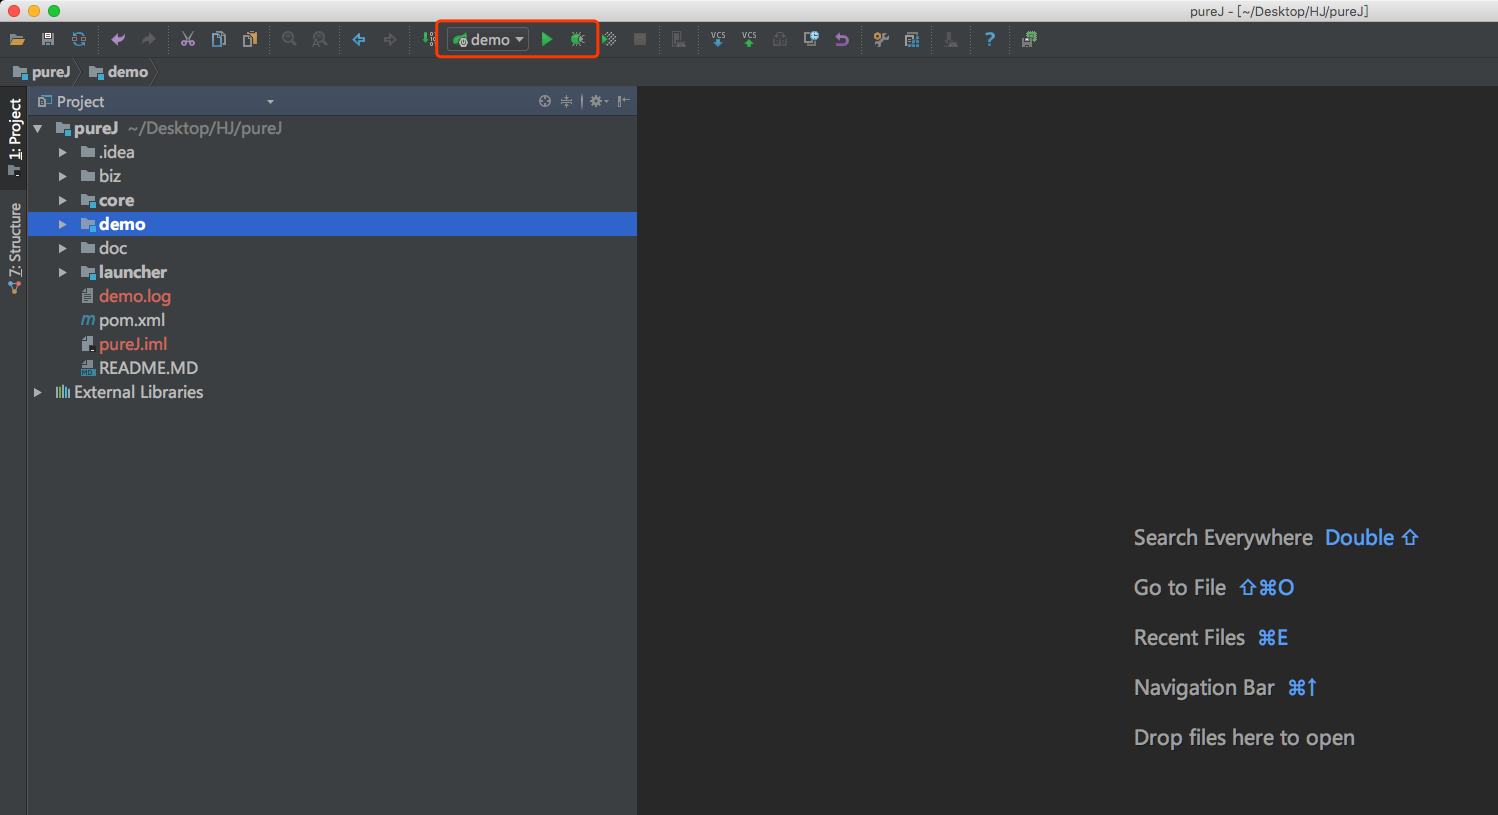 pureJ - [~/Desktop/HJ/pureJ]
demo
VCS
VCS
?
pureJ
demo
1: Project
7: Structure
Project
pureJ ~/Desktop/HJ/pureJ
.idea
biz
core
demo
doc
launcher
demo.log
m pom.xml
pureJ.iml
MD README.MD
External Libraries
Search Everywhere Double ⇧
Go to File ⇧⌘O
Recent Files ⌘E
Navigation Bar ⌘↑
Drop files here to open